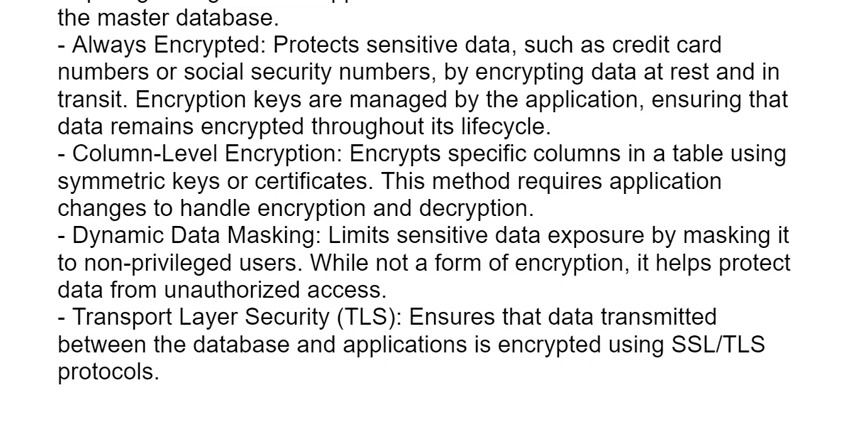 the master database.
- Always Encrypted: Protects sensitive data, such as credit card
numbers or social security numbers, by encrypting data at rest and in
transit. Encryption keys are managed by the application, ensuring that
data remains encrypted throughout its lifecycle.
- Column-Level Encryption: Encrypts specific columns in a table using
symmetric keys or certificates. This method requires application
changes to handle encryption and decryption.
- Dynamic Data Masking: Limits sensitive data exposure by masking it
to non-privileged users. While not a form of encryption, it helps protect
data from unauthorized access.
- Transport Layer Security (TLS): Ensures that data transmitted
between the database and applications is encrypted using SSL/TLS
protocols.